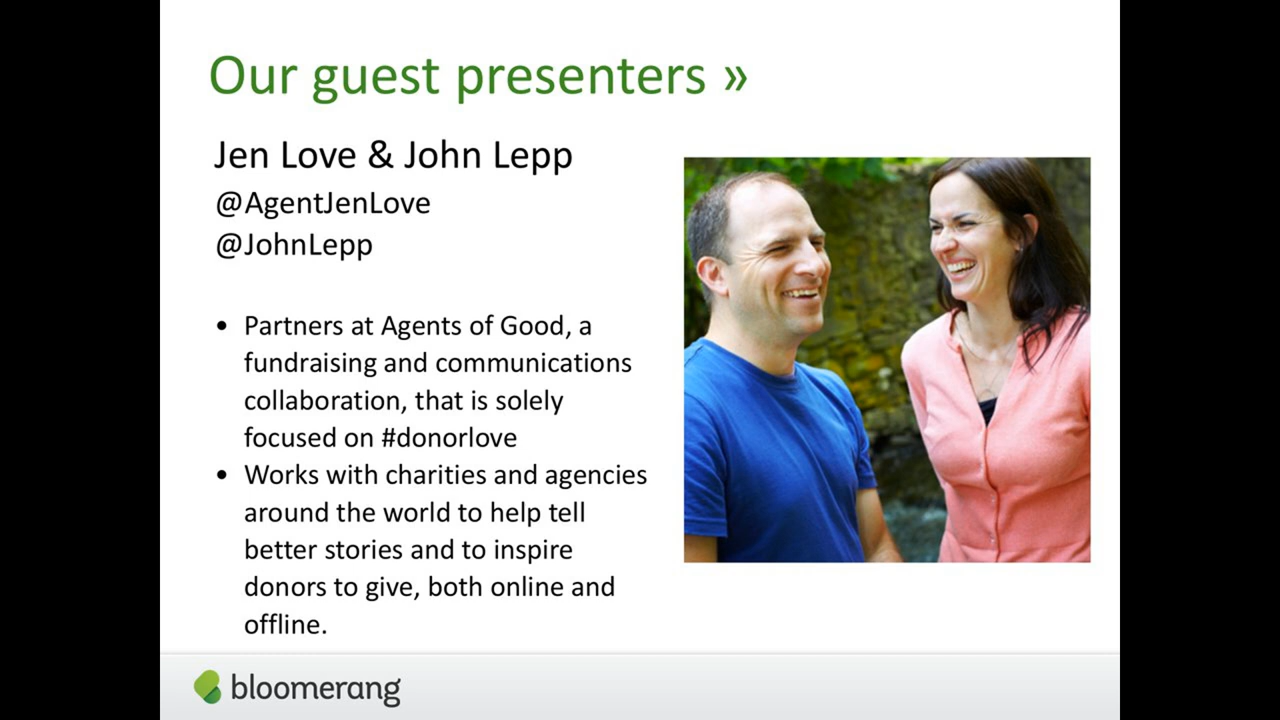 Our guest presenters »
Jen Love & John Lepp
@AgentJenLove
@JohnLepp
• Partners at Agents of Good, a
fundraising and communications
collaboration, that is solely
focused on #donorlove
• Works with charities and agencies
around the world to help tell
better stories and to inspire
donors to give, both online and
offline.
bloomerang